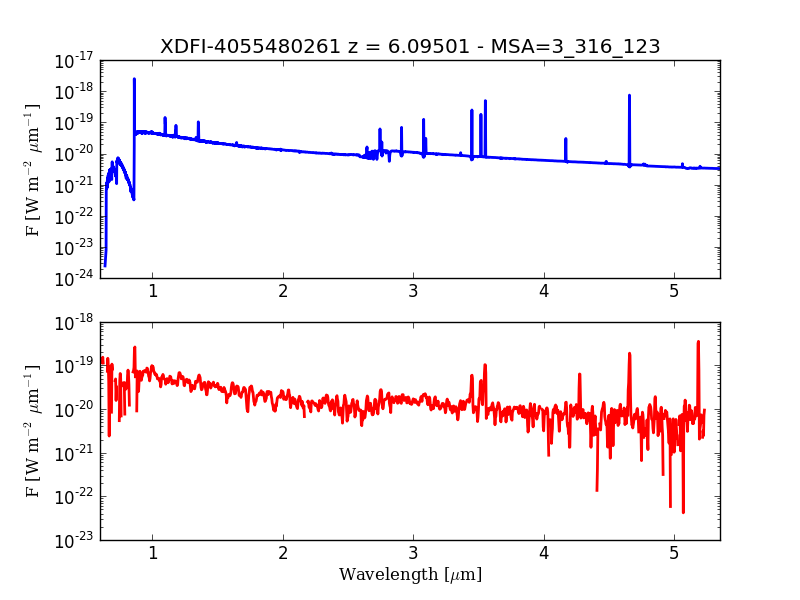 XDFI-4055480261 z = 6.09501 - MSA=3_316_123
F [W m⁻² μm⁻¹]
10⁻¹⁷
10⁻¹⁸
10⁻¹⁹
10⁻²⁰
10⁻²¹
10⁻²²
10⁻²³
10⁻²⁴
1 2 3 4 5
F [W m⁻² μm⁻¹]
10⁻¹⁸
10⁻¹⁹
10⁻²⁰
10⁻²¹
10⁻²²
10⁻²³
1 2 3 4 5
Wavelength [μm]